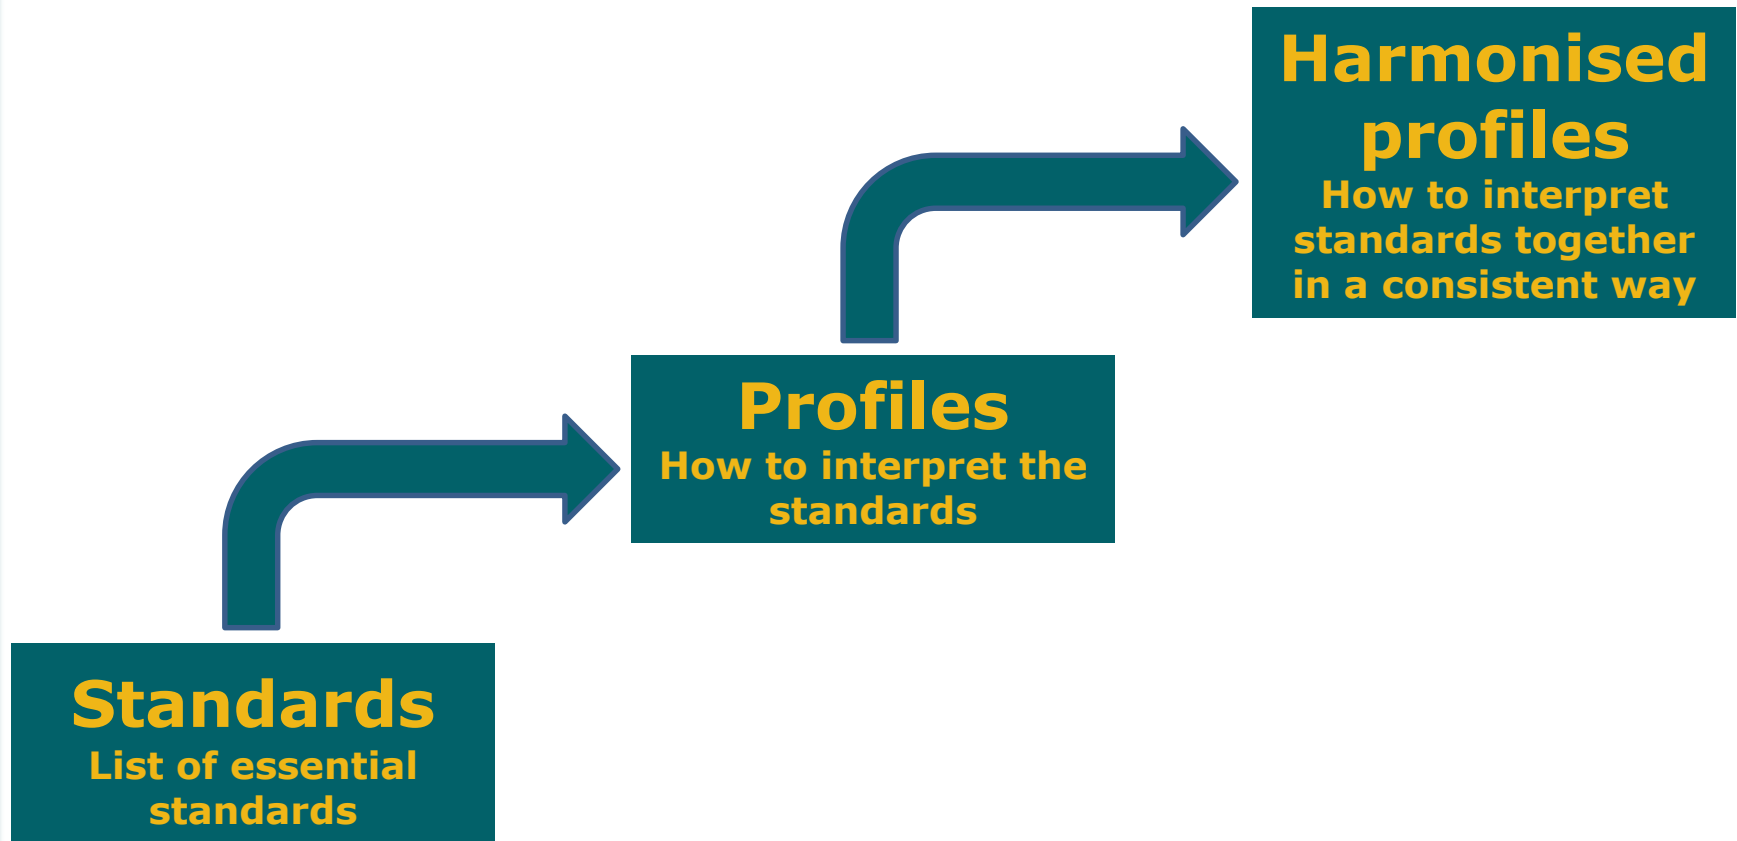 Harmonised
profiles
How to interpret
standards together
in a consistent way
Profiles
How to interpret the
standards
Standards
List of essential
standards